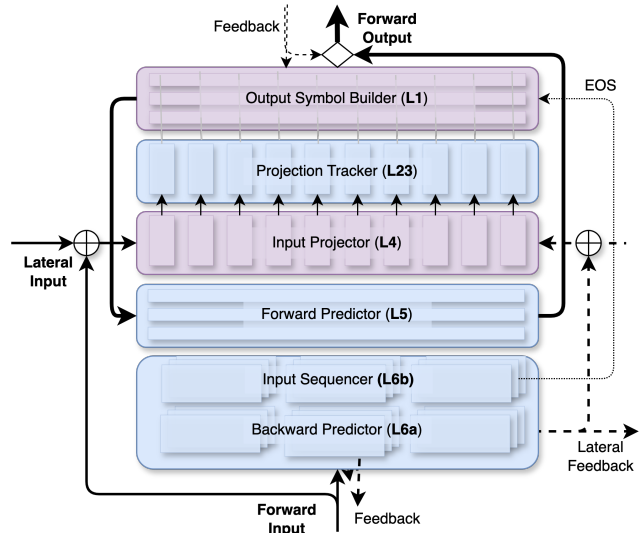 Feedback
Forward
Output
Output Symbol Builder (L1)
EOS
Projection Tracker (L23)
Input Projector (L4)
Lateral
Input
Forward Predictor (L5)
Input Sequencer (L6b)
Backward Predictor (L6a)
Lateral
Feedback
Forward
Input
Feedback